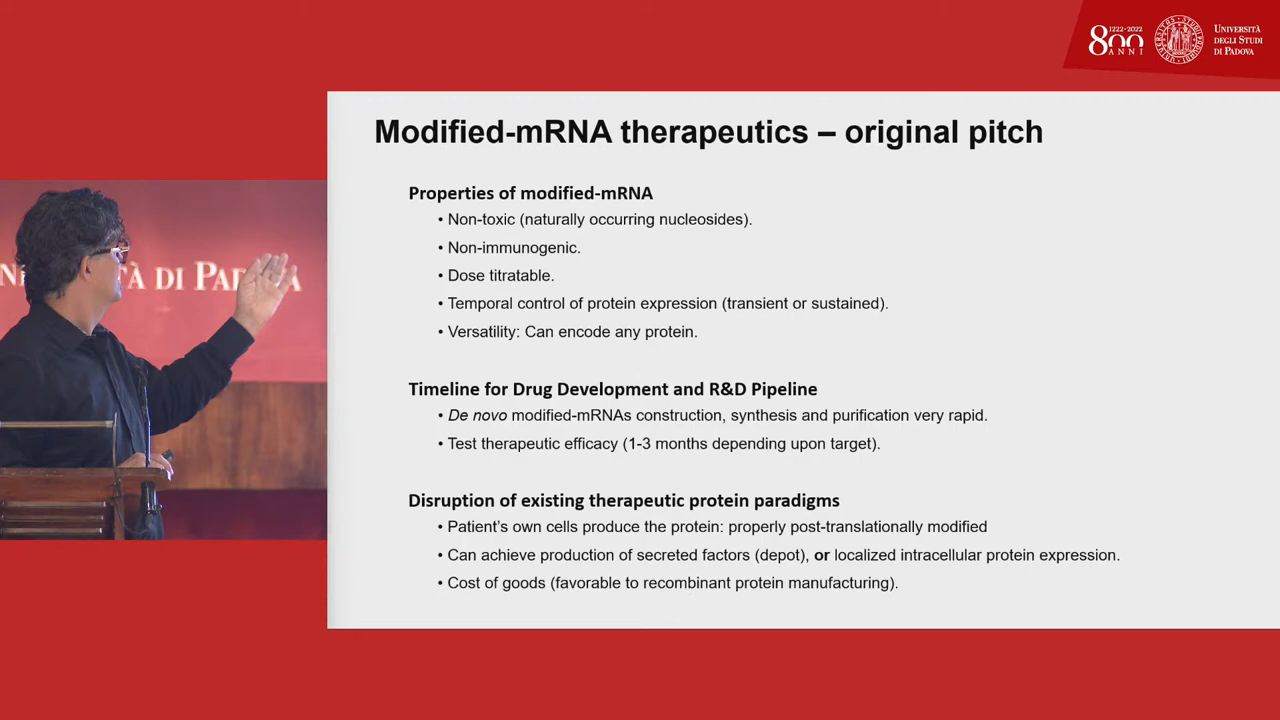 1222·2022
800
ANNI
UNIVERSITÀ
DEGLI STUDI
DI PADOVA
Modified-mRNA therapeutics – original pitch
Properties of modified-mRNA
• Non-toxic (naturally occurring nucleosides).
• Non-immunogenic.
• Dose titratable.
• Temporal control of protein expression (transient or sustained).
• Versatility: Can encode any protein.
Timeline for Drug Development and R&D Pipeline
• De novo modified-mRNAs construction, synthesis and purification very rapid.
• Test therapeutic efficacy (1-3 months depending upon target).
Disruption of existing therapeutic protein paradigms
• Patient's own cells produce the protein: properly post-translationally modified
• Can achieve production of secreted factors (depot), or localized intracellular protein expression.
• Cost of goods (favorable to recombinant protein manufacturing).
DI